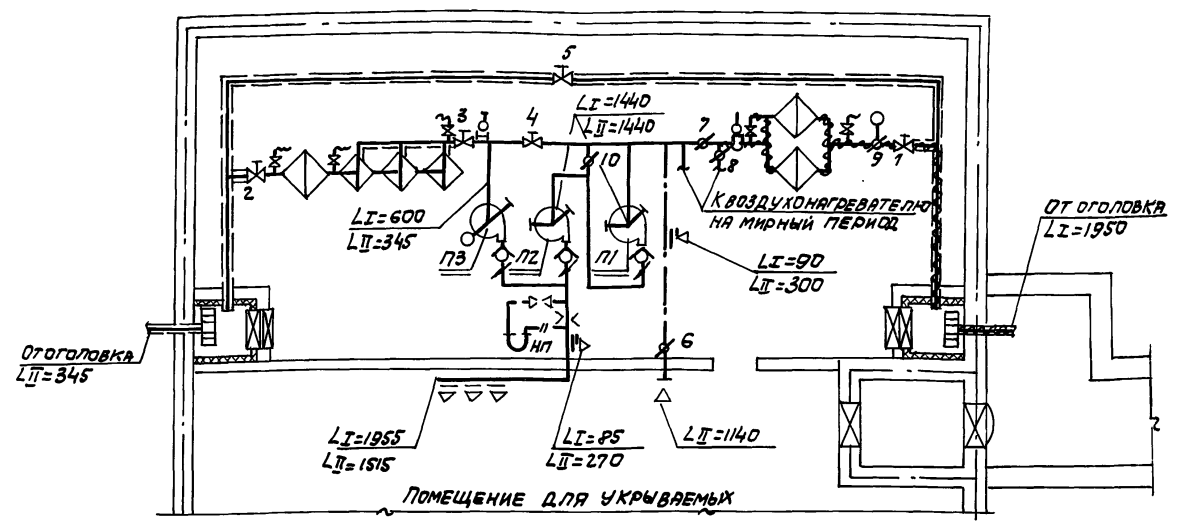 5
LI=1440
LII=1440
3
4
7
10
8
9
1
2
LI=600
LII=345
К ВОЗДУХОНАГРЕВАТЕЛЮ
НА МИРНЫЙ ПЕРИОД
ОТ ОГОЛОВКА
LI=1950
П3
П2
П1
LI=90
LII=300
НП
6
ОТ ОГОЛОВКА
LII=345
LI=1955
LII=1515
LI=85
LII=270
LII=1140
ПОМЕЩЕНИЕ ДЛЯ УКРЫВАЕМЫХ